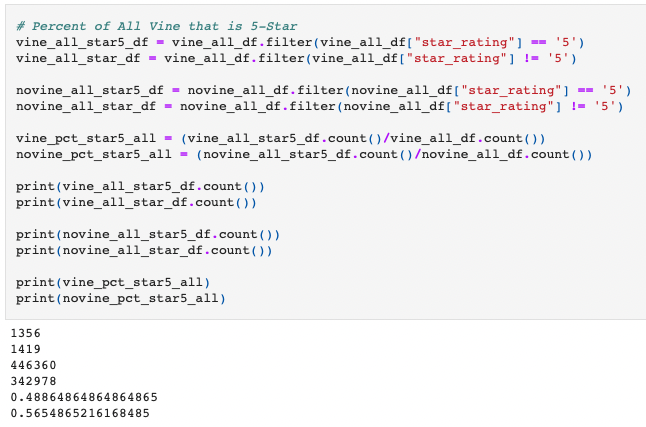 # Percent of All Vine that is 5-Star
vine_all_star5_df = vine_all_df.filter(vine_all_df["star_rating"] == '5')
vine_all_star_df = vine_all_df.filter(vine_all_df["star_rating"] != '5')
novine_all_star5_df = novine_all_df.filter(novine_all_df["star_rating"] == '5')
novine_all_star_df = novine_all_df.filter(novine_all_df["star_rating"] != '5')
vine_pct_star5_all = (vine_all_star5_df.count()/vine_all_df.count())
novine_pct_star5_all = (novine_all_star5_df.count()/novine_all_df.count())
print(vine_all_star5_df.count())
print(vine_all_star_df.count())
print(novine_all_star5_df.count())
print(novine_all_star_df.count())
print(vine_pct_star5_all)
print(novine_pct_star5_all)
1356
1419
446360
342978
0.48864864864864865
0.5654865216168485